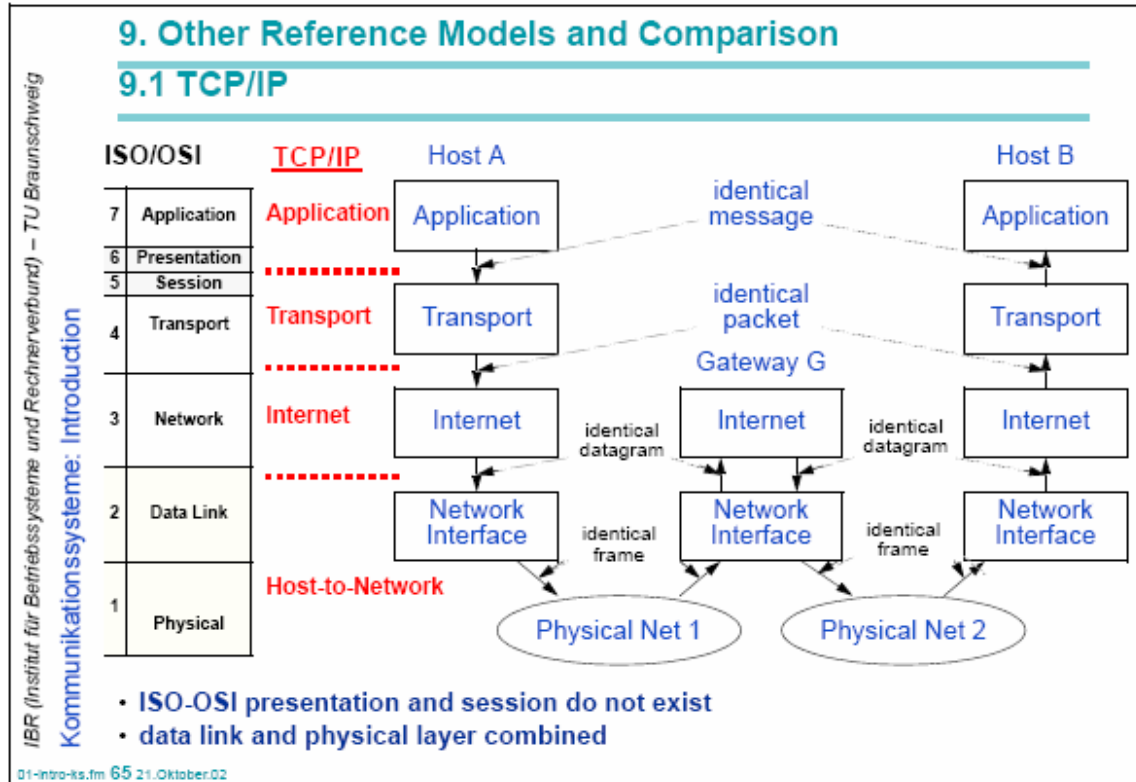 9. Other Reference Models and Comparison
9.1 TCP/IP
IBR (Institut für Betriebssysteme und Rechnerverbund) – TU Braunschweig
Kommunikationssysteme: Introduction
ISO/OSI
TCP/IP
Host A
Host B
7 Application
Application
Application
identical
message
Application
6 Presentation
5 Session
4 Transport
Transport
Transport
identical
packet
Transport
Gateway G
3 Network
Internet
Internet
identical
datagram
Internet
identical
datagram
Internet
2 Data Link
Network
Interface
identical
frame
Network
Interface
identical
frame
Network
Interface
1 Physical
Host-to-Network
Physical Net 1
Physical Net 2
• ISO-OSI presentation and session do not exist
• data link and physical layer combined
01-intro-ks.fm 65 21.Oktober.02